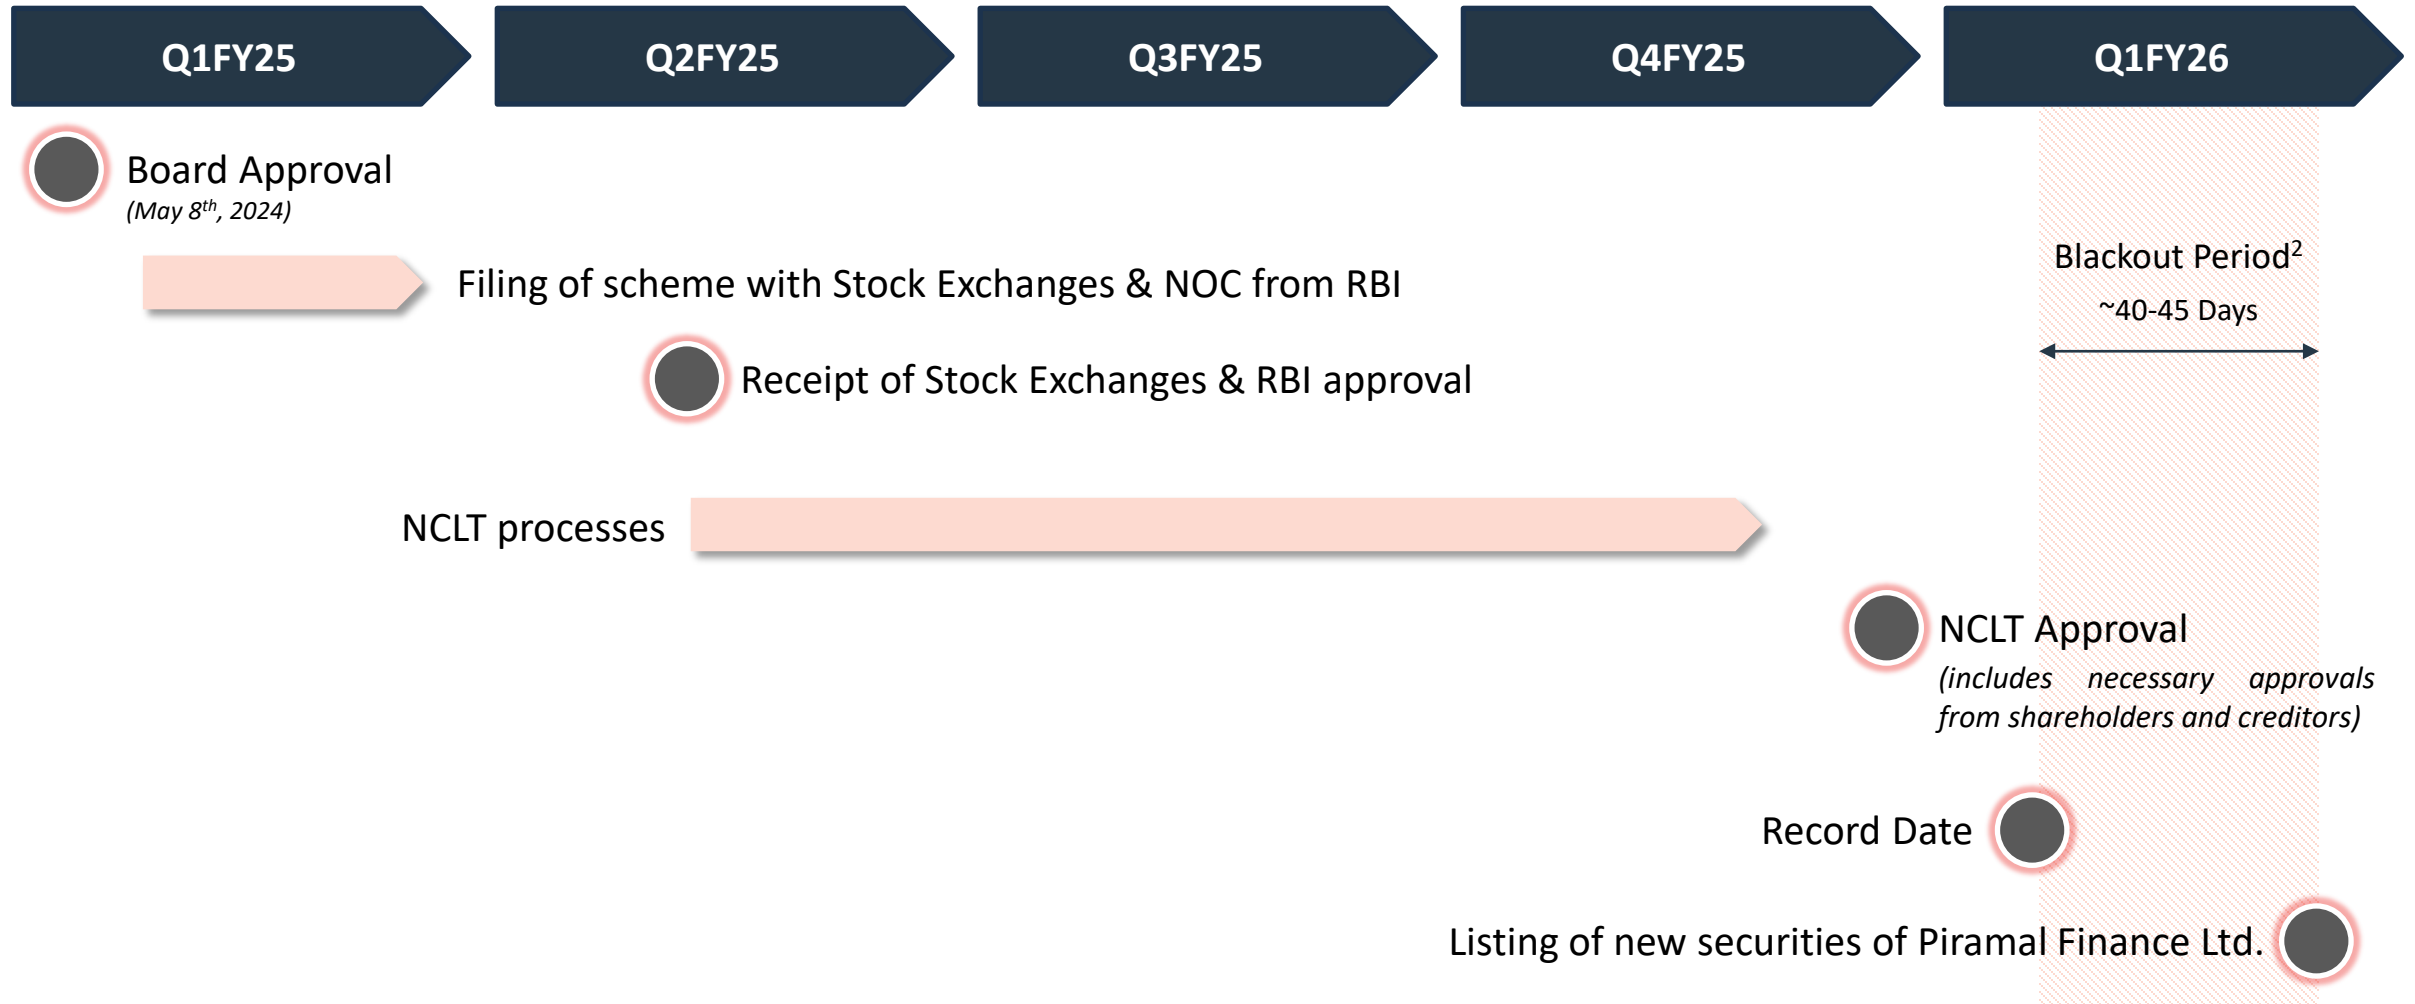 Q1FY25
Q2FY25
Q3FY25
Q4FY25
Q1FY26
Board Approval
(May 8th, 2024)
Filing of scheme with Stock Exchanges & NOC from RBI
Blackout Period2
~40-45 Days
Receipt of Stock Exchanges & RBI approval
NCLT processes
NCLT Approval
(includes necessary approvals
from shareholders and creditors)
Record Date
Listing of new securities of Piramal Finance Ltd.